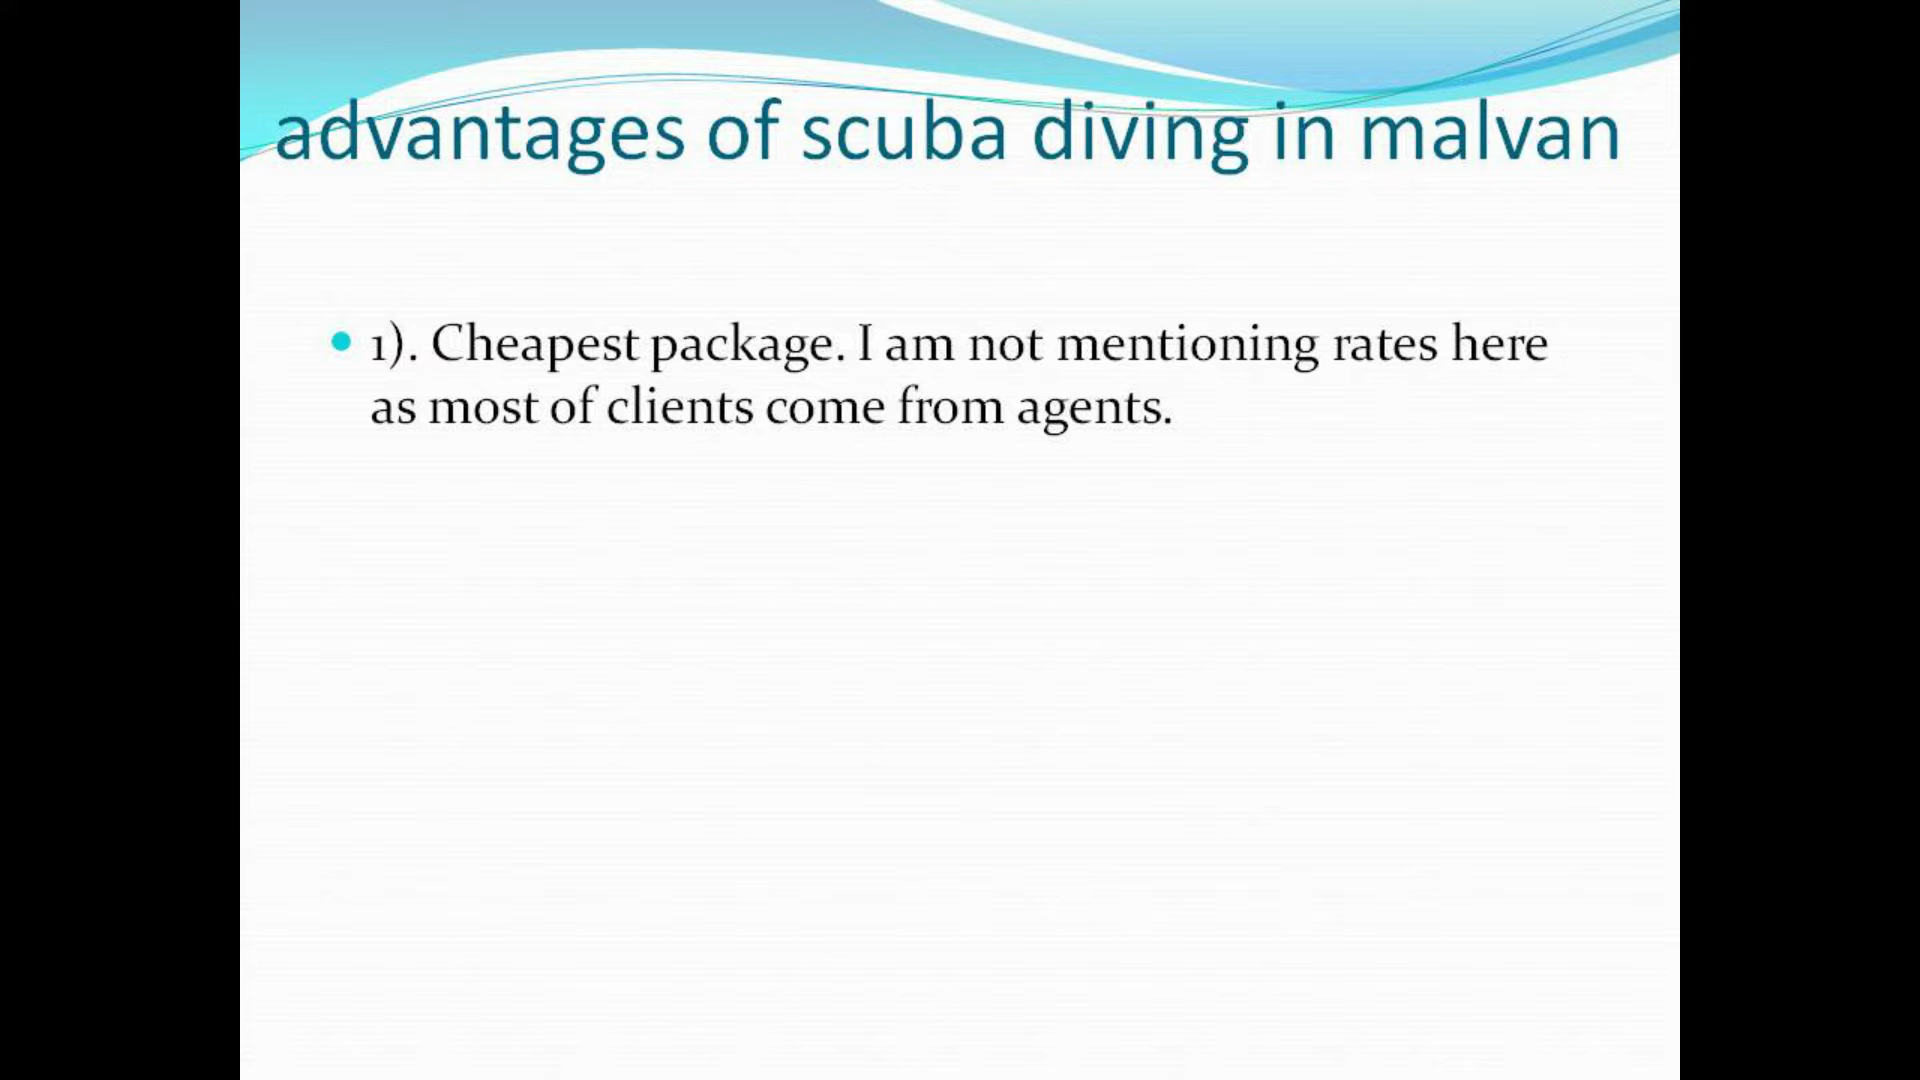 advantages of scuba diving in malvan
1). Cheapest package. I am not mentioning rates here
as most of clients come from agents.